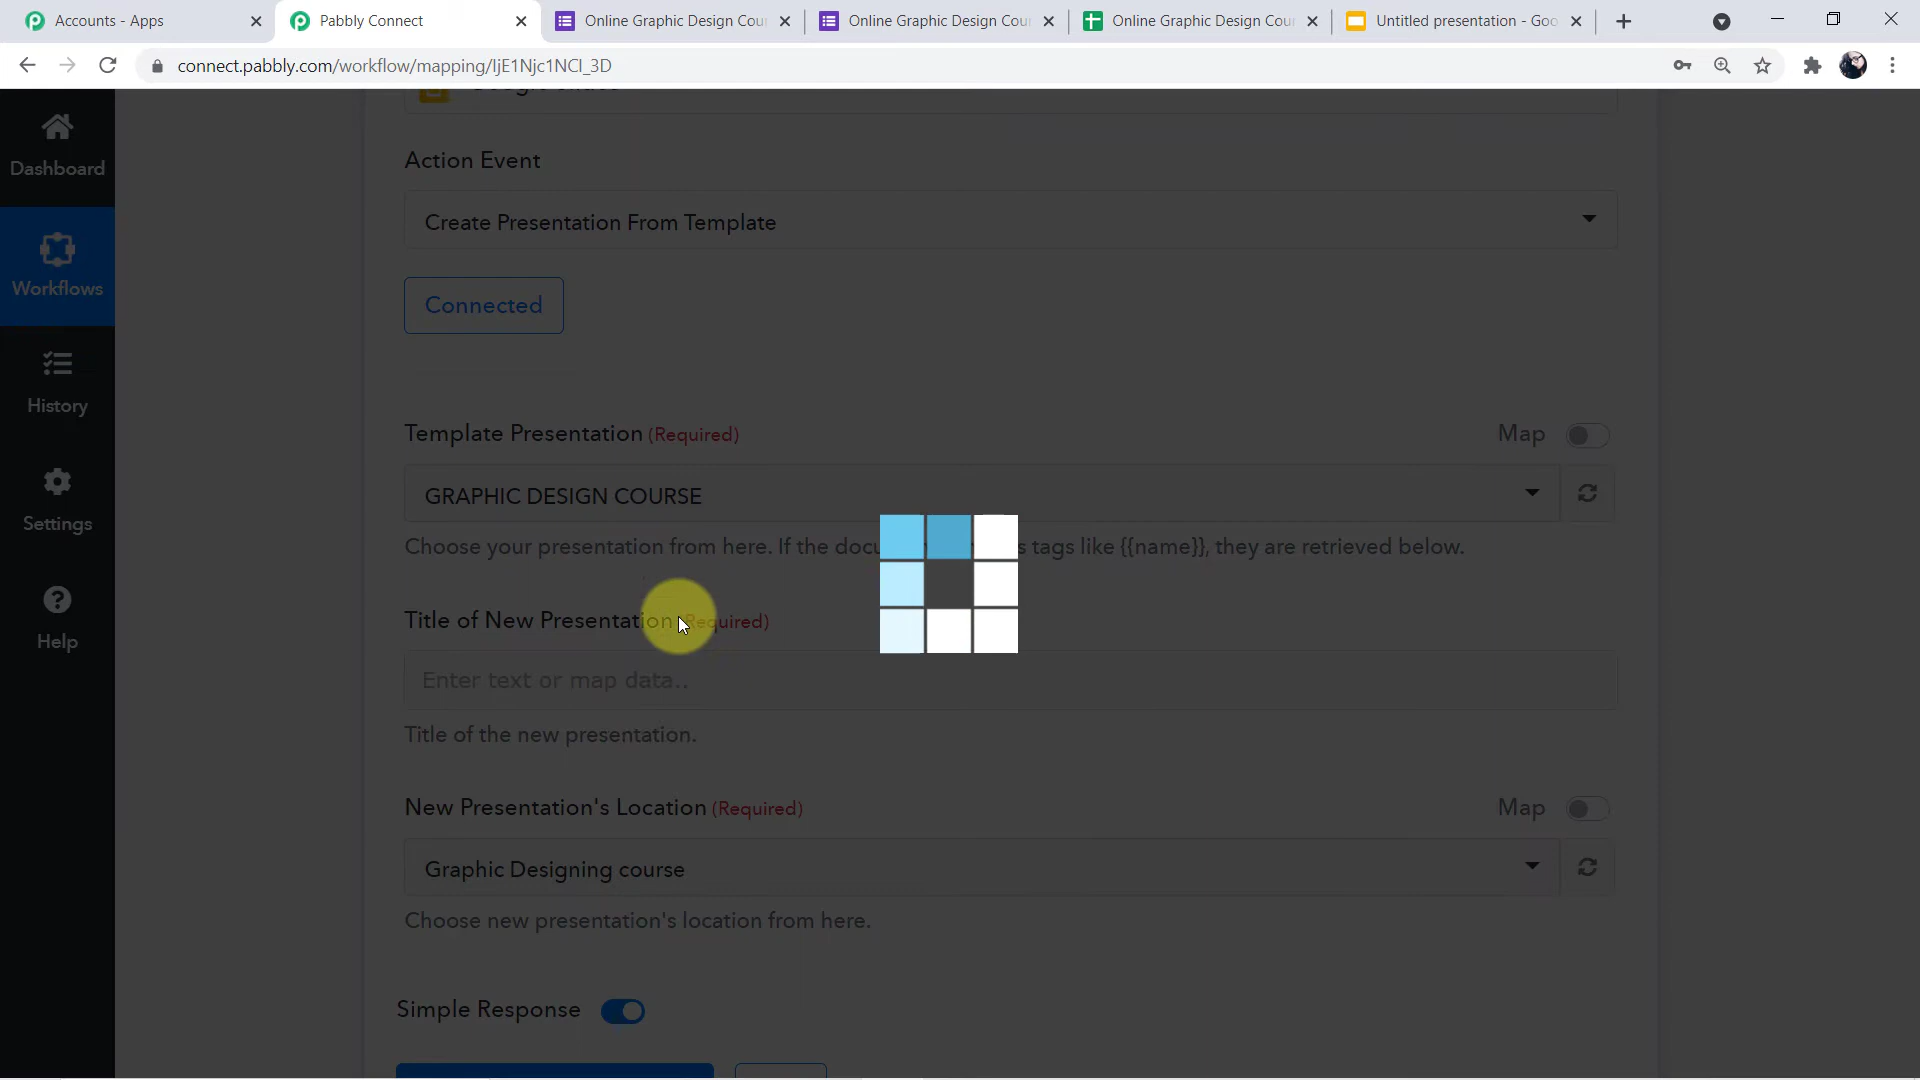 Accounts - Apps
Pabbly Connect
Online Graphic Design Cour
Online Graphic Design Cour
Online Graphic Design Cour
Untitled presentation - Goo
connect.pabbly.com/workflow/mapping/IjE1Njc1NCI_3D
Dashboard
Workflows
History
Settings
Help
Action Event
Create Presentation From Template
Connected
Template Presentation (Required)
Map
GRAPHIC DESIGN COURSE
Choose your presentation from here. If the docu s tags like {{name}}, they are retrieved below.
Title of New Presentation (Required)
Enter text or map data..
Title of the new presentation.
New Presentation's Location (Required)
Map
Graphic Designing course
Choose new presentation's location from here.
Simple Response